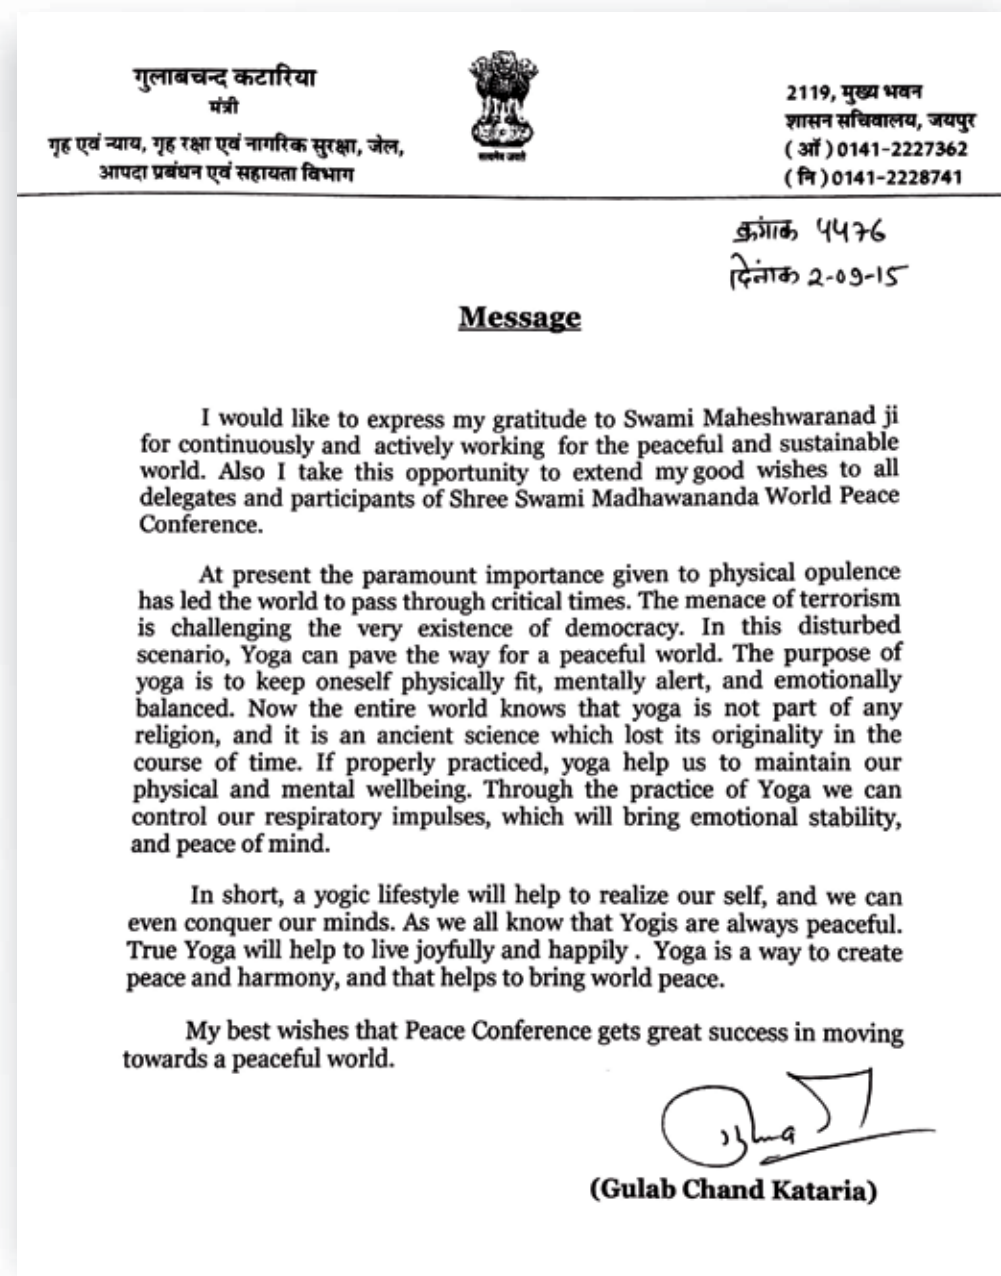 गुलाबचन्द कटारिया
मंत्री
गृह एवं न्याय, गृह रक्षा एवं नागरिक सुरक्षा, जेल,
आपदा प्रबंधन एवं सहायता विभाग
सत्यमेव जयते
2119, मुख्य भवन
शासन सचिवालय, जयपुर
( ऑ ) 0141-2227362
( नि ) 0141-2228741
क्रमांक ५५76
दिनांक 2-09-15
Message
I would like to express my gratitude to Swami Maheshwaranad ji
for continuously and actively working for the peaceful and sustainable
world. Also I take this opportunity to extend my good wishes to all
delegates and participants of Shree Swami Madhawananda World Peace
Conference.
At present the paramount importance given to physical opulence
has led the world to pass through critical times. The menace of terrorism
is challenging the very existence of democracy. In this disturbed
scenario, Yoga can pave the way for a peaceful world. The purpose of
yoga is to keep oneself physically fit, mentally alert, and emotionally
balanced. Now the entire world knows that yoga is not part of any
religion, and it is an ancient science which lost its originality in the
course of time. If properly practiced, yoga help us to maintain our
physical and mental wellbeing. Through the practice of Yoga we can
control our respiratory impulses, which will bring emotional stability,
and peace of mind.
In short, a yogic lifestyle will help to realize our self, and we can
even conquer our minds. As we all know that Yogis are always peaceful.
True Yoga will help to live joyfully and happily . Yoga is a way to create
peace and harmony, and that helps to bring world peace.
My best wishes that Peace Conference gets great success in moving
towards a peaceful world.
(Gulab Chand Kataria)